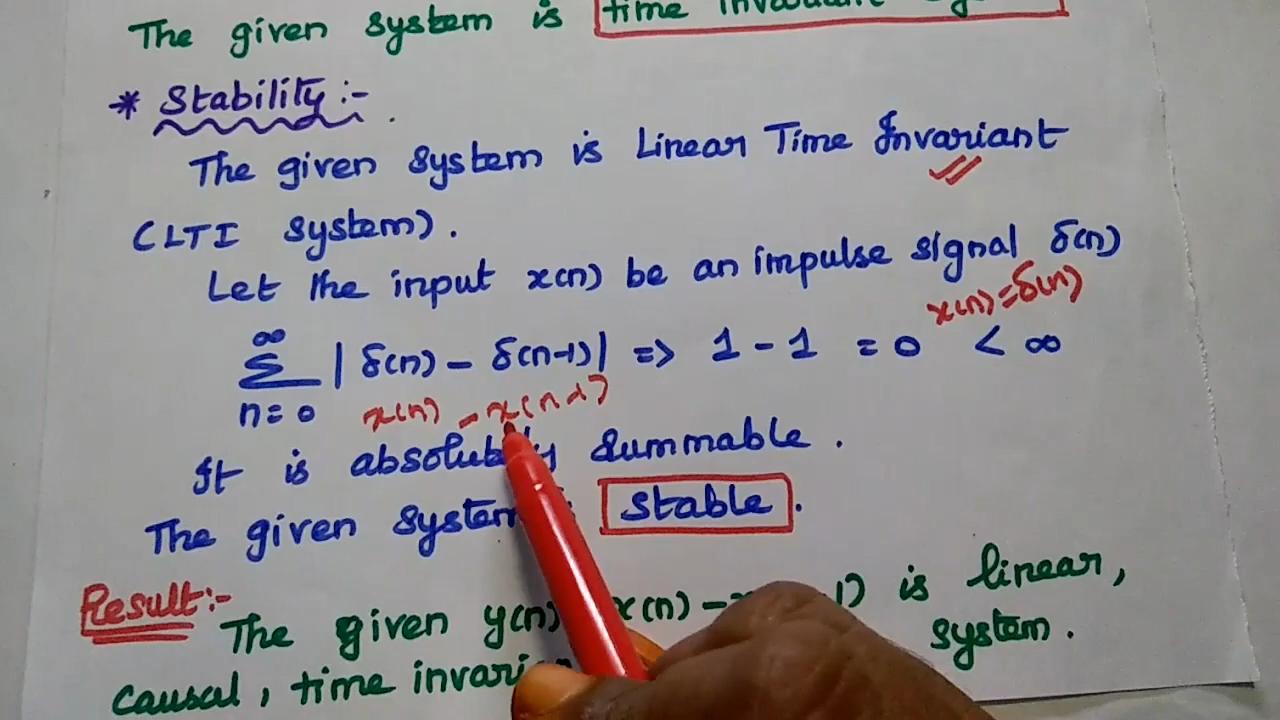 The given system is time invariant
* Stability :-
The given system is Linear Time Invariant
(LTI system).
Let the input x(n) be an impulse signal δ(n)
x(n)=δ(n)
∞
Σ | δ(n) - δ(n-1)| => 1 - 1 = 0 < ∞
n=0 x(n) - x(n-1)
It is absolutely summable.
The given system stable.
Result:- The given y(n) x(n) - 1) is linear,
causal, time invari system.